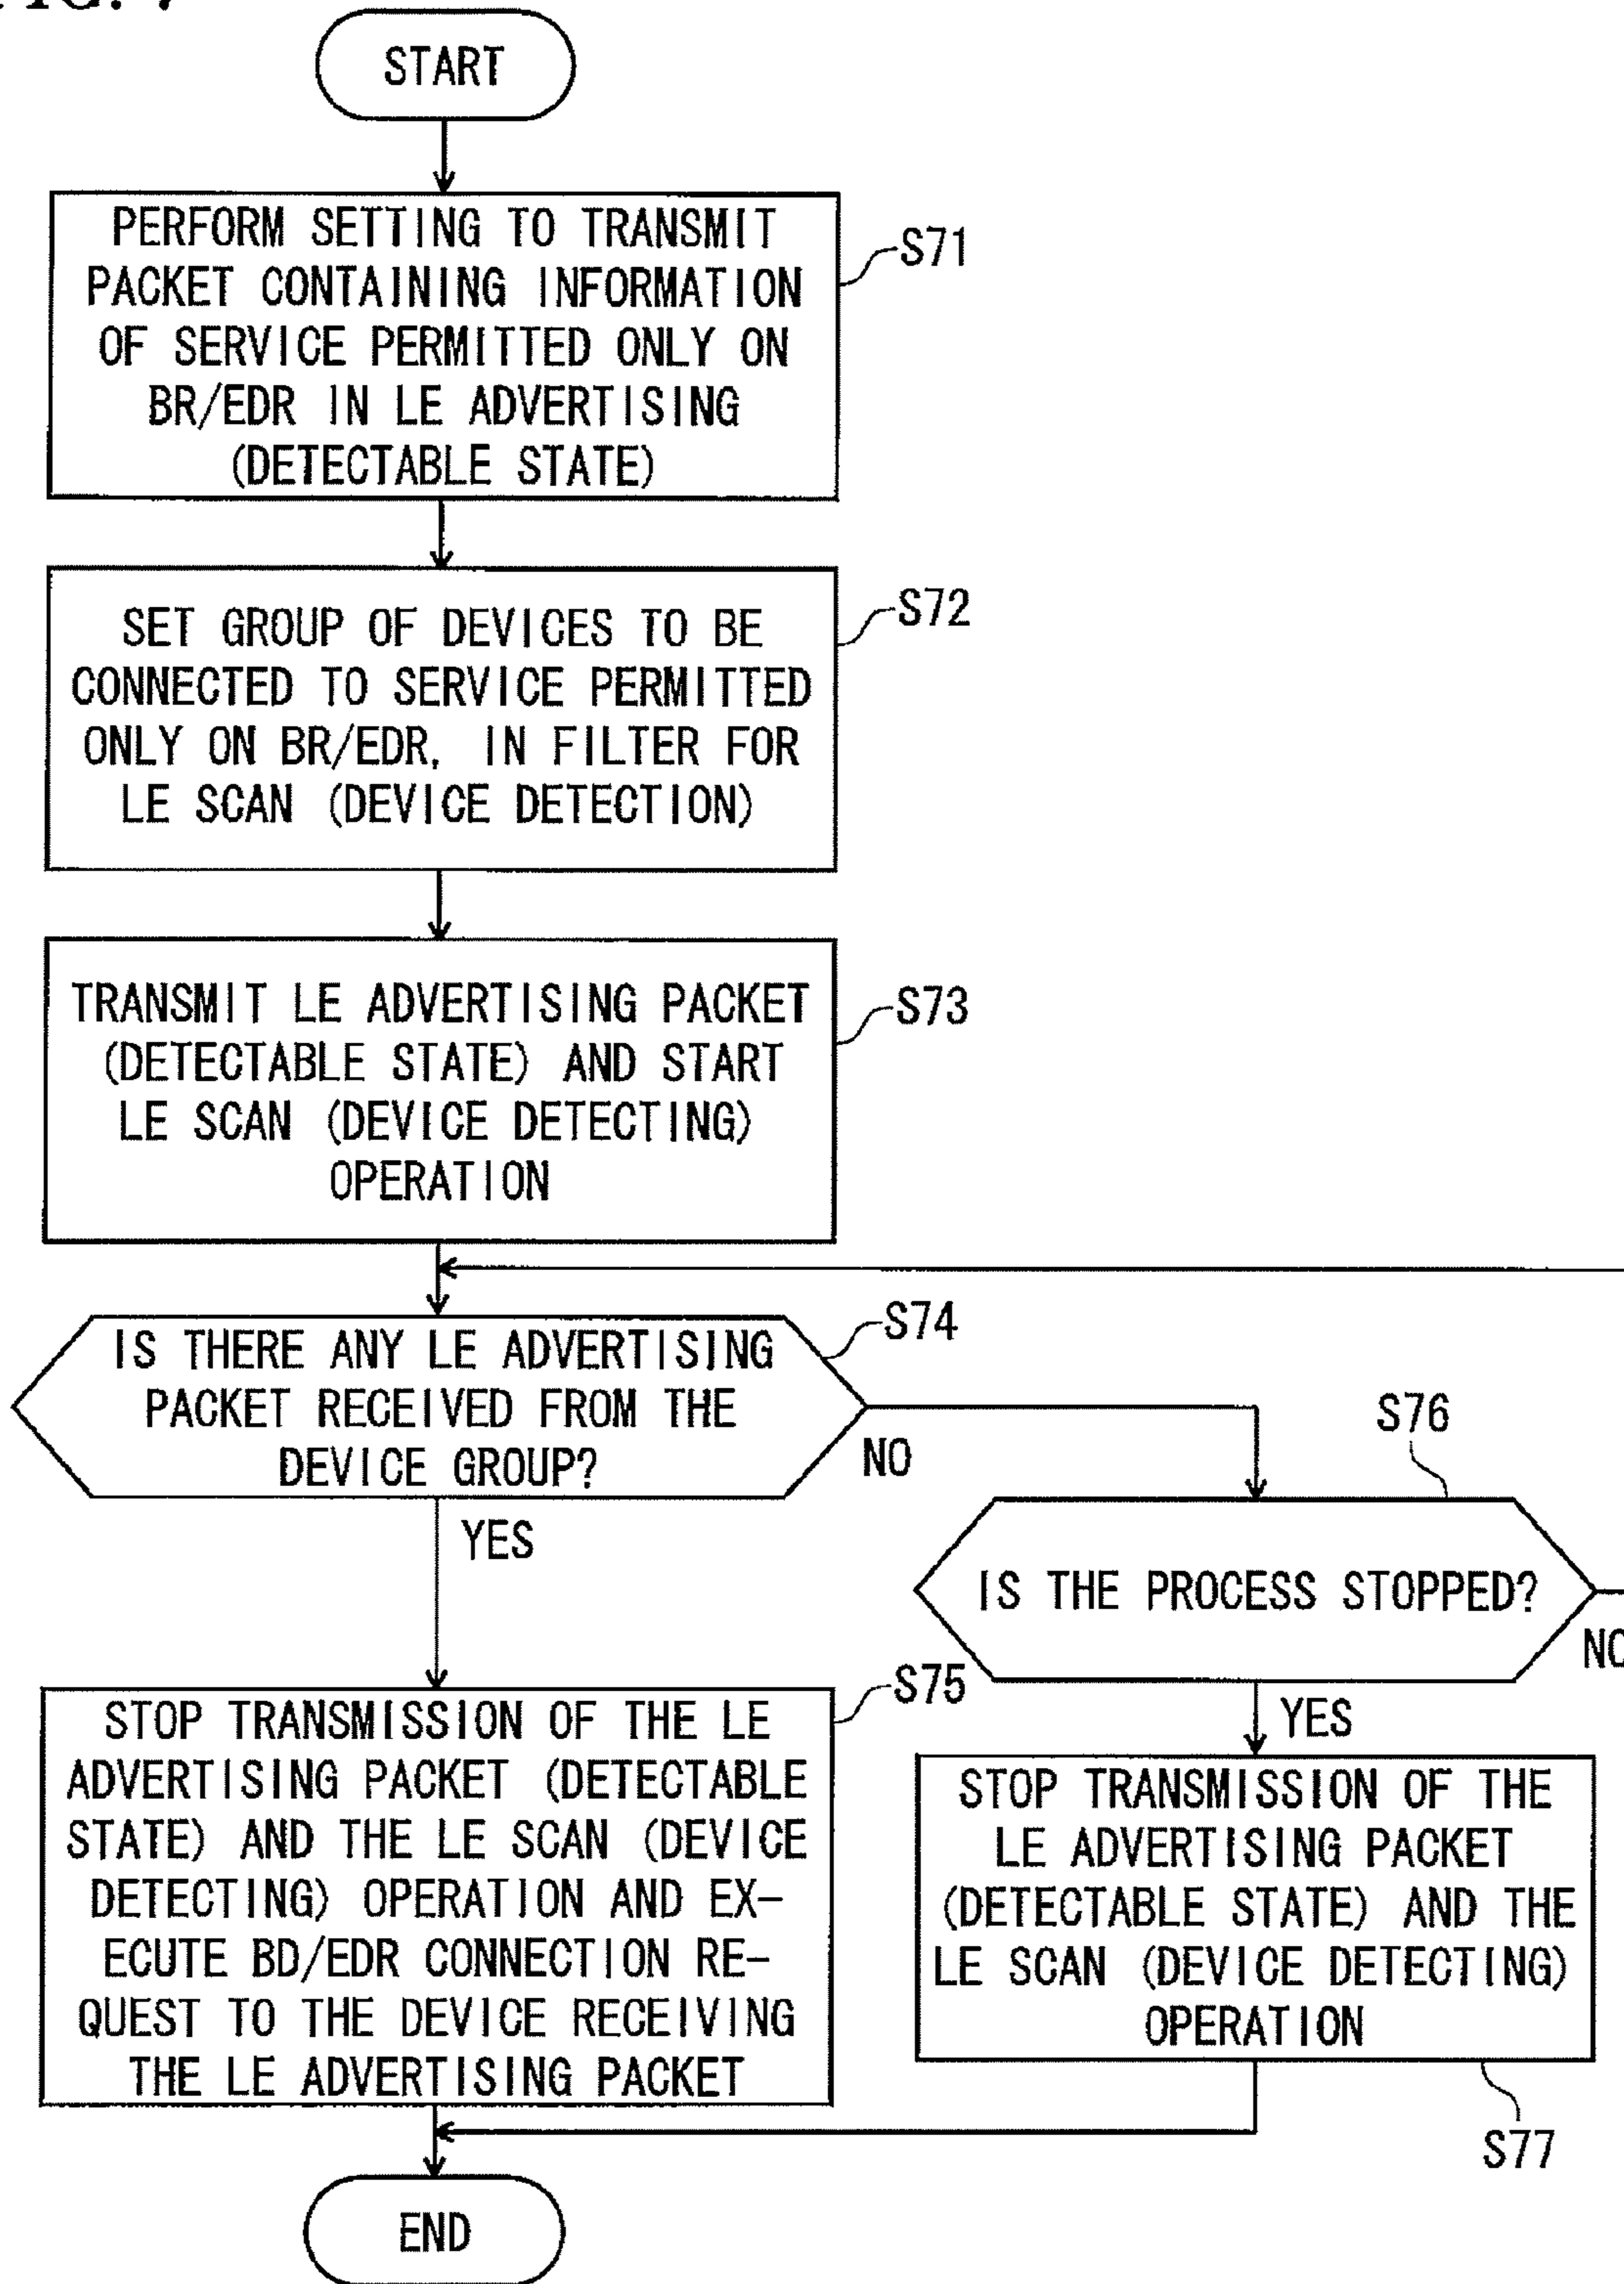 FIG. 7
START
PERFORM SETTING TO TRANSMIT
PACKET CONTAINING INFORMATION
OF SERVICE PERMITTED ONLY ON
BR/EDR IN LE ADVERTISING
(DETECTABLE STATE)
S71
SET GROUP OF DEVICES TO BE
CONNECTED TO SERVICE PERMITTED
ONLY ON BR/EDR, IN FILTER FOR
LE SCAN (DEVICE DETECTION)
S72
TRANSMIT LE ADVERTISING PACKET
(DETECTABLE STATE) AND START
LE SCAN (DEVICE DETECTING)
OPERATION
S73
IS THERE ANY LE ADVERTISING
PACKET RECEIVED FROM THE
DEVICE GROUP?
S74
NO
YES
S76
IS THE PROCESS STOPPED?
NO
YES
STOP TRANSMISSION OF THE LE
ADVERTISING PACKET (DETECTABLE
STATE) AND THE LE SCAN (DEVICE
DETECTING) OPERATION AND EX-
ECUTE BD/EDR CONNECTION RE-
QUEST TO THE DEVICE RECEIVING
THE LE ADVERTISING PACKET
S75
STOP TRANSMISSION OF THE
LE ADVERTISING PACKET
(DETECTABLE STATE) AND THE
LE SCAN (DEVICE DETECTING)
OPERATION
S77
END